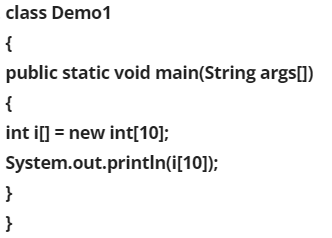 class Demo1
{
public static void main(String args[])
{
int i[] = new int[10];
System.out.println(i[10]);
}
}